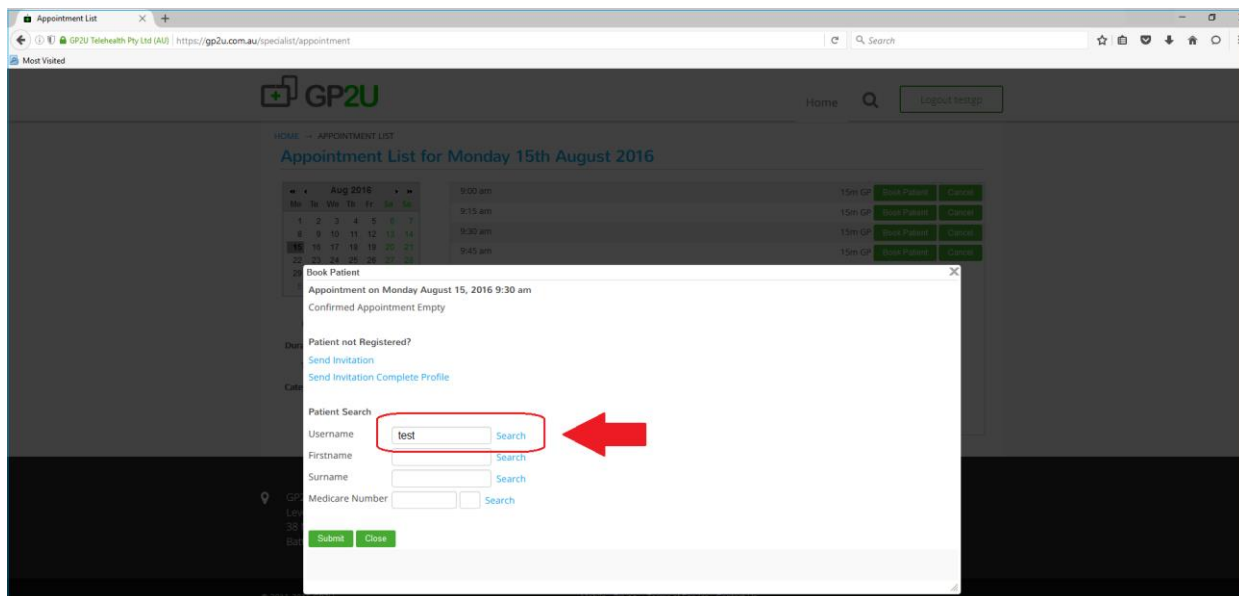 Appointment List
GP2U Telehealth Pty Ltd (AU) https://gp2u.com.au/specialist/appointment
Search
Most Visited
GP2U
Home
Logout testgp
HOME → APPOINTMENT LIST
Appointment List for Monday 15th August 2016
Aug 2016
Mo Tu We Th Fr Sa Su
1 2 3 4 5 6 7
8 9 10 11 12 13 14
15 16 17 18 19 20 21
22 23 24 25 26 27 28
29
9:00 am 15m GP Book Patient Cancel
9:15 am 15m GP Book Patient Cancel
9:30 am 15m GP Book Patient Cancel
9:45 am 15m GP Book Patient Cancel
Book Patient
Appointment on Monday August 15, 2016 9:30 am
Confirmed Appointment Empty
Patient not Registered?
Send Invitation
Send Invitation Complete Profile
Patient Search
Username test Search
Firstname Search
Surname Search
Medicare Number Search
Submit Close